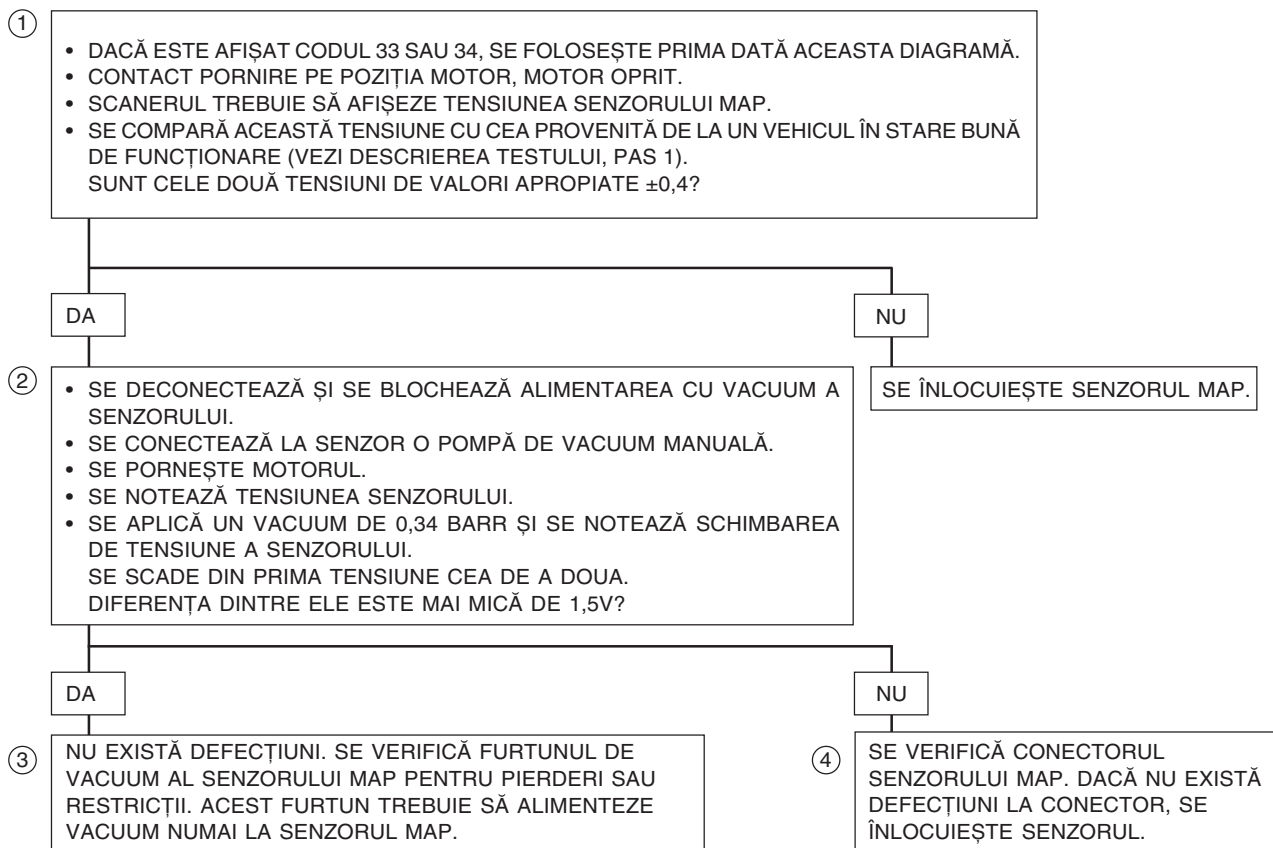 1
• DACĂ ESTE AFIȘAT CODUL 33 SAU 34, SE FOLOSEȘTE PRIMA DATĂ ACEASTA DIAGRAMĂ.
• CONTACT PORNIRE PE POZIȚIA MOTOR, MOTOR OPRIT.
• SCANERUL TREBUIE SĂ AFIȘEZE TENSIUNEA SENZORULUI MAP.
• SE COMPARĂ ACEASTĂ TENSIUNE CU CEA PROVENITĂ DE LA UN VEHICUL ÎN STARE BUNĂ
DE FUNCȚIONARE (VEZI DESCRIEREA TESTULUI, PAS 1).
SUNT CELE DOUĂ TENSIUNI DE VALORI APROPIATE ±0,4?
DA
NU
2
• SE DECONECTEAZĂ ȘI SE BLOCHEAZĂ ALIMENTAREA CU VACUUM A
SENZORULUI.
• SE CONECTEAZĂ LA SENZOR O POMPĂ DE VACUUM MANUALĂ.
• SE PORNEȘTE MOTORUL.
• SE NOTEAZĂ TENSIUNEA SENZORULUI.
• SE APLICĂ UN VACUUM DE 0,34 BARR ȘI SE NOTEAZĂ SCHIMBAREA
DE TENSIUNE A SENZORULUI.
SE SCADE DIN PRIMA TENSIUNE CEA DE A DOUA.
DIFERENȚA DINTRE ELE ESTE MAI MICĂ DE 1,5V?
SE ÎNLOCUIEȘTE SENZORUL MAP.
DA
NU
3
NU EXISTĂ DEFECȚIUNI. SE VERIFICĂ FURTUNUL DE
VACUUM AL SENZORULUI MAP PENTRU PIERDERI SAU
RESTRICȚII. ACEST FURTUN TREBUIE SĂ ALIMENTEZE
VACUUM NUMAI LA SENZORUL MAP.
4
SE VERIFICĂ CONECTORUL
SENZORULUI MAP. DACĂ NU EXISTĂ
DEFECȚIUNI LA CONECTOR, SE
ÎNLOCUIEȘTE SENZORUL.